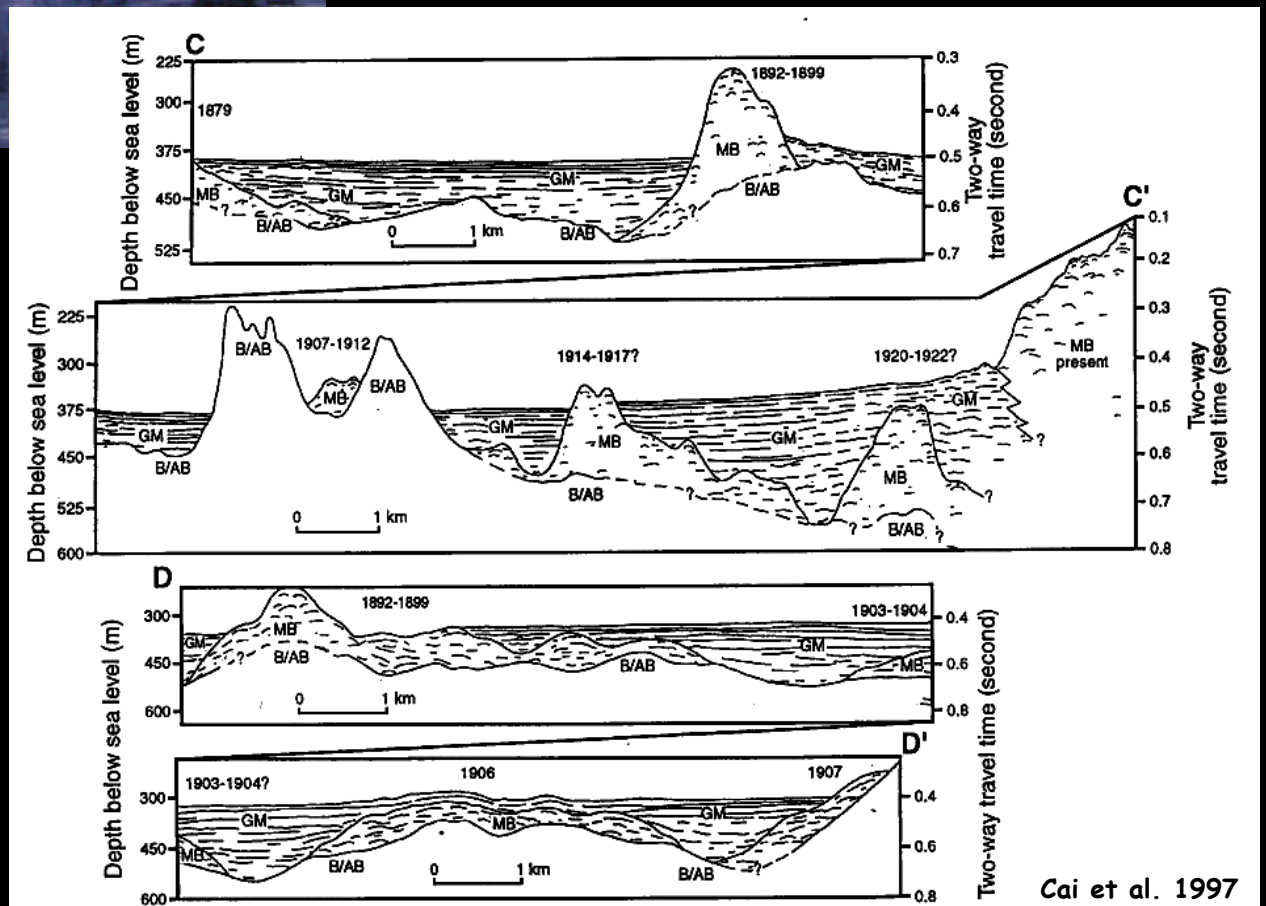 C
Depth below sea level (m)
225
300
375
450
525
1879
1892-1899
MB
MB
GM
GM
GM
?
B/AB
B/AB
?
B/AB
0 1 km
0.3
0.4
0.5
0.6
0.7
Two-way
travel time (second)
C'
Depth below sea level (m)
225
300
375
450
525
600
B/AB
1907-1912
MB
B/AB
1914-1917?
1920-1922?
MB
present
GM
B/AB
GM
MB
GM
GM
B/AB
?
MB
?
?
B/AB
?
?
0 1 km
0.1
0.2
0.3
0.4
0.5
0.6
0.7
0.8
Two-way
travel time (second)
D
Depth below sea level (m)
300
450
600
1892-1899
1903-1904
GM
MB
?
B/AB
B/AB
GM
MB
0 1 km
0.4
0.6
0.8
D'
300
450
600
1903-1904?
1906
1907
GM
MB
MB
GM
B/AB
B/AB
?
0 1 km
0.4
0.6
0.8
Two-way travel time (second)
Cai et al. 1997